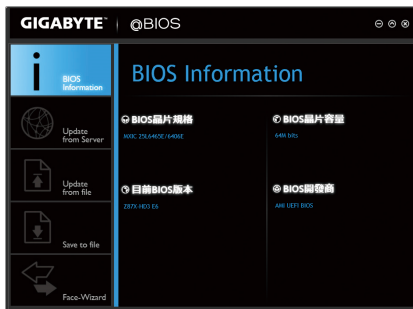 GIGABYTE™ @BIOS
BIOS
Information
Update
from Server
Update
from file
Save to file
Face-Wizard
BIOS Information
BIOS晶片規格
MXIC 25L6465E/6406E
BIOS晶片容量
64M bits
目前BIOS版本
Z87X-HD3 E6
BIOS開發商
AMI UEFI BIOS